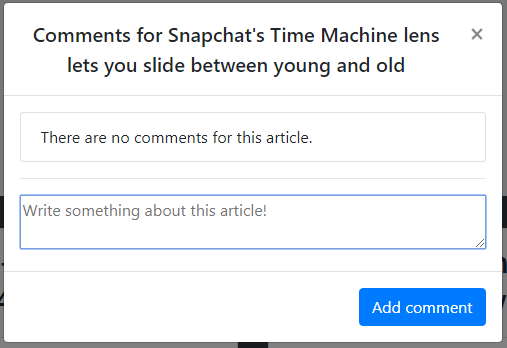 Comments for Snapchat's Time Machine lens ×
lets you slide between young and old
There are no comments for this article.
Write something about this article!
Add comment